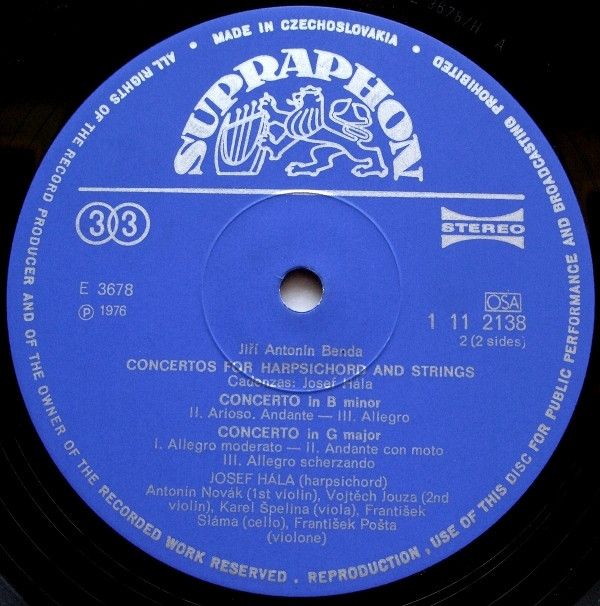 ALL RIGHTS OF THE RECORD PRODUCER AND OF THE OWNER OF THE RECORDED WORK RESERVED . REPRODUCTION , USE OF THIS DISC FOR PUBLIC PERFORMANCE AND BROADCASTING PROHIBITED
• MADE IN CZECHOSLOVAKIA •
SUPRAPHON
33
STEREO
E 3678
Ⓟ 1976
OSA
1 11 2138
2 (2 sides)
Jiří Antonín Benda
CONCERTOS FOR HARPSICHORD AND STRINGS
Cadenzas: Josef Hála
CONCERTO in B minor
II. Arioso. Andante — III. Allegro
CONCERTO in G major
I. Allegro moderato — II. Andante con moto
III. Allegro scherzando
JOSEF HÁLA (harpsichord)
Antonín Novák (1st violin), Vojtěch Jouza (2nd
violin), Karel Špelina (viola), František
Sláma (cello), František Pošta
(violone)